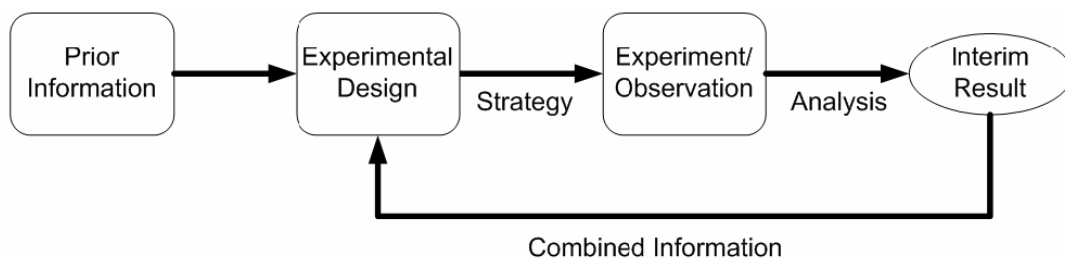 Prior
Information
Experimental
Design
Strategy
Experiment/
Observation
Analysis
Interim
Result
Combined Information